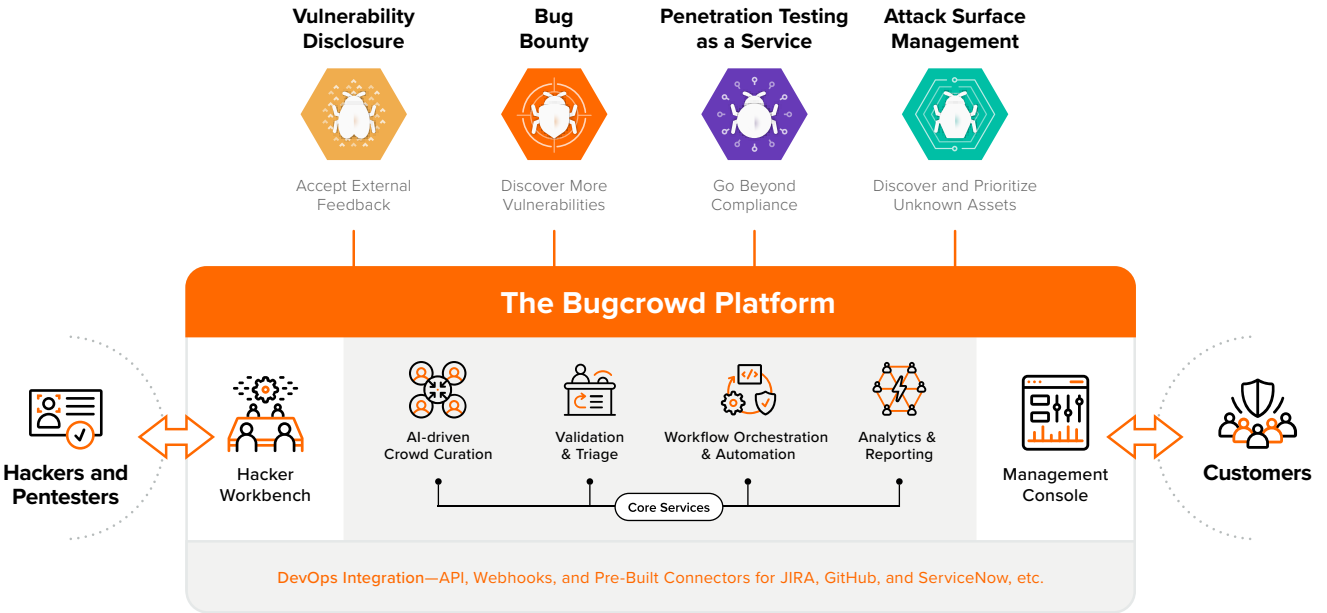 Vulnerability
Disclosure
Bug
Bounty
Penetration Testing
as a Service
Attack Surface
Management
Accept External
Feedback
Discover More
Vulnerabilities
Go Beyond
Compliance
Discover and Prioritize
Unknown Assets
The Bugcrowd Platform
Hackers and
Pentesters
Hacker
Workbench
AI-driven
Crowd Curation
Validation
& Triage
Workflow Orchestration
& Automation
Analytics &
Reporting
Core Services
Management
Console
Customers
DevOps Integration—API, Webhooks, and Pre-Built Connectors for JIRA, GitHub, and ServiceNow, etc.